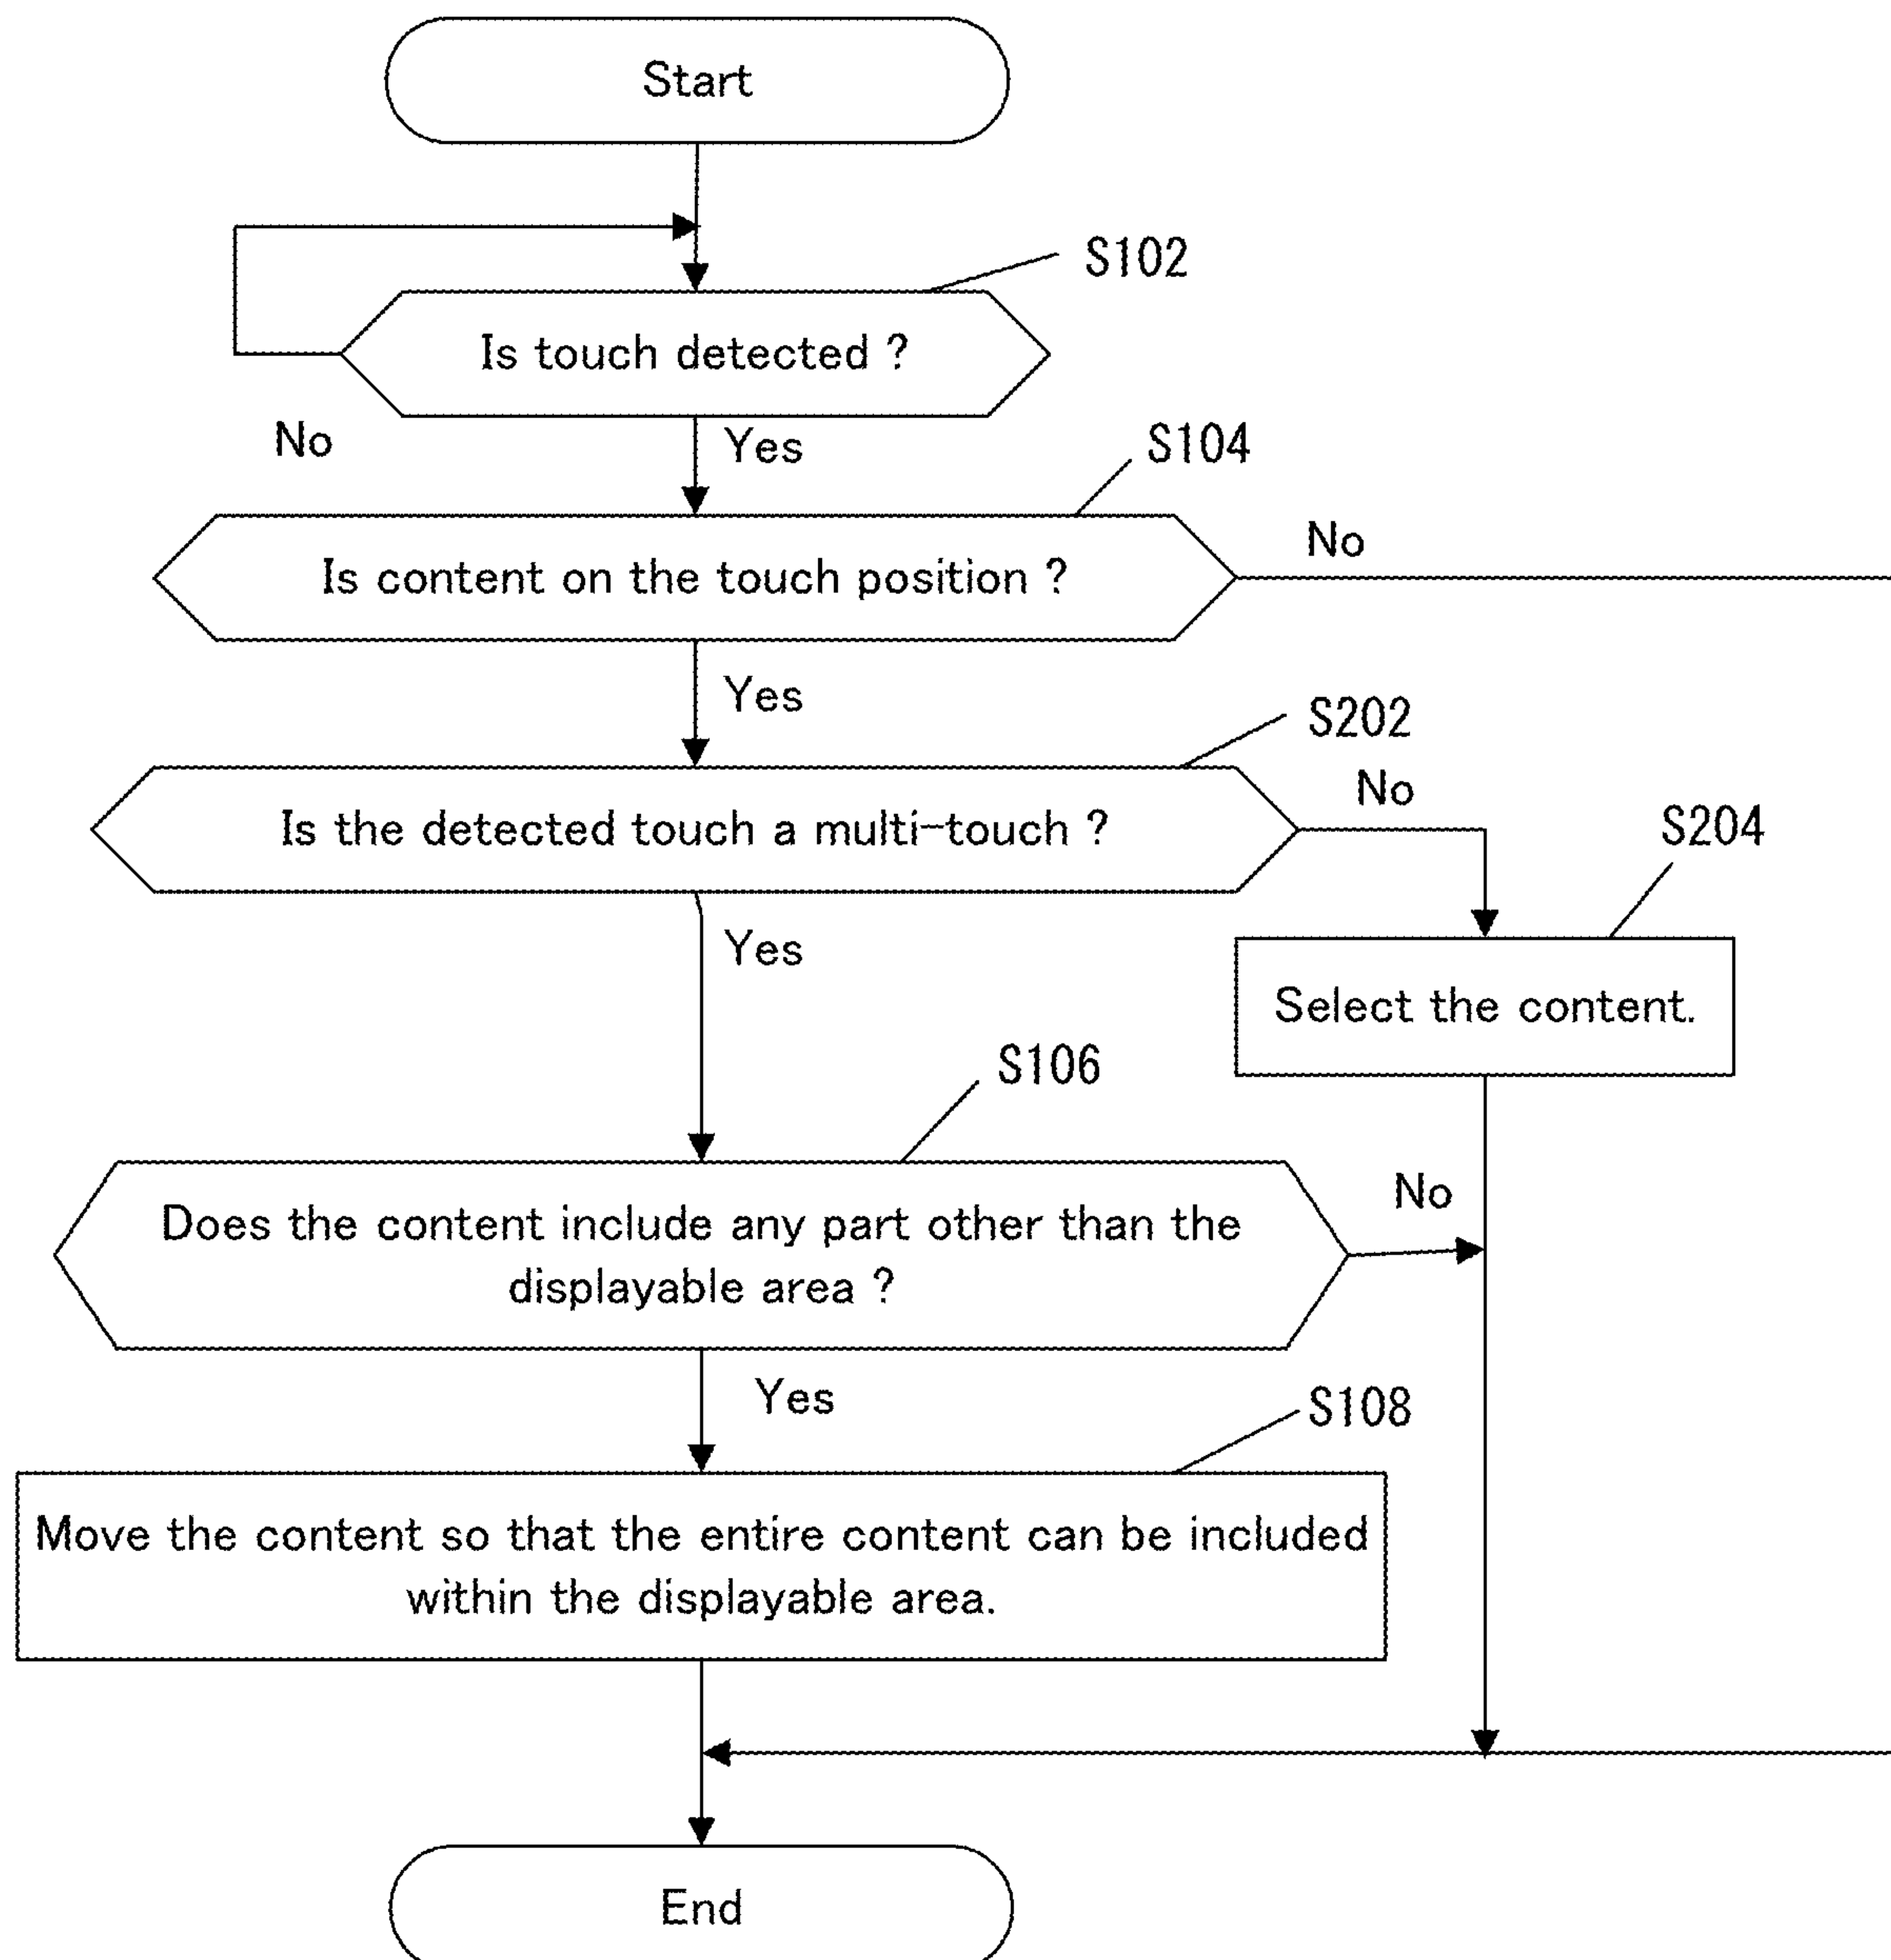 Start
S102
Is touch detected ?
No
Yes
S104
Is content on the touch position ?
No
Yes
S202
Is the detected touch a multi-touch ?
No
S204
Yes
Select the content.
S106
Does the content include any part other than the
displayable area ?
No
Yes
S108
Move the content so that the entire content can be included
within the displayable area.
End